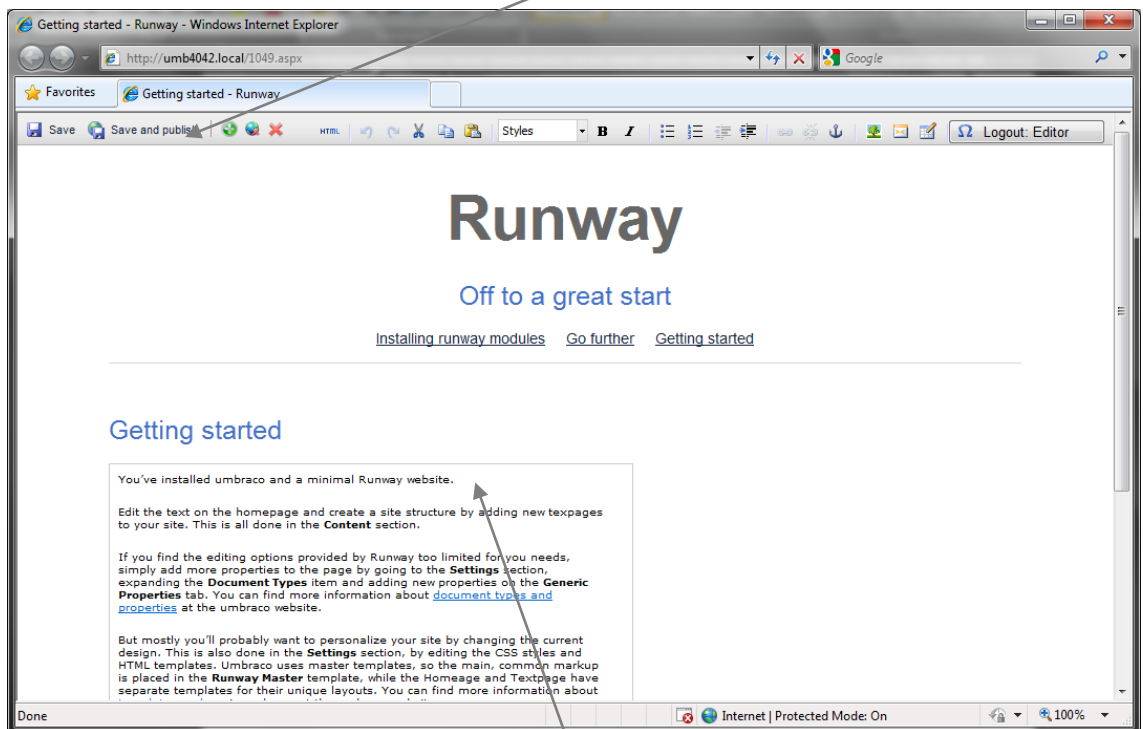 Getting started - Runway - Windows Internet Explorer
http://umb4042.local/1049.aspx
Google
Favorites
Getting started - Runway
Save
Save and publish
HTML
Styles
B I
Logout: Editor
Runway
Off to a great start
Installing runway modules Go further Getting started
Getting started
You've installed umbraco and a minimal Runway website.
Edit the text on the homepage and create a site structure by adding new texpages
to your site. This is all done in the Content section.
If you find the editing options provided by Runway too limited for you needs,
simply add more properties to the page by going to the Settings section,
expanding the Document Types item and adding new properties on the Generic
Properties tab. You can find more information about document types and
properties at the umbraco website.
But mostly you'll probably want to personalize your site by changing the current
design. This is also done in the Settings section, by editing the CSS styles and
HTML templates. Umbraco uses master templates, so the main, common markup
is placed in the Runway Master template, while the Homeage and Textpage have
separate templates for their unique layouts. You can find more information about
Done
Internet | Protected Mode: On
100%